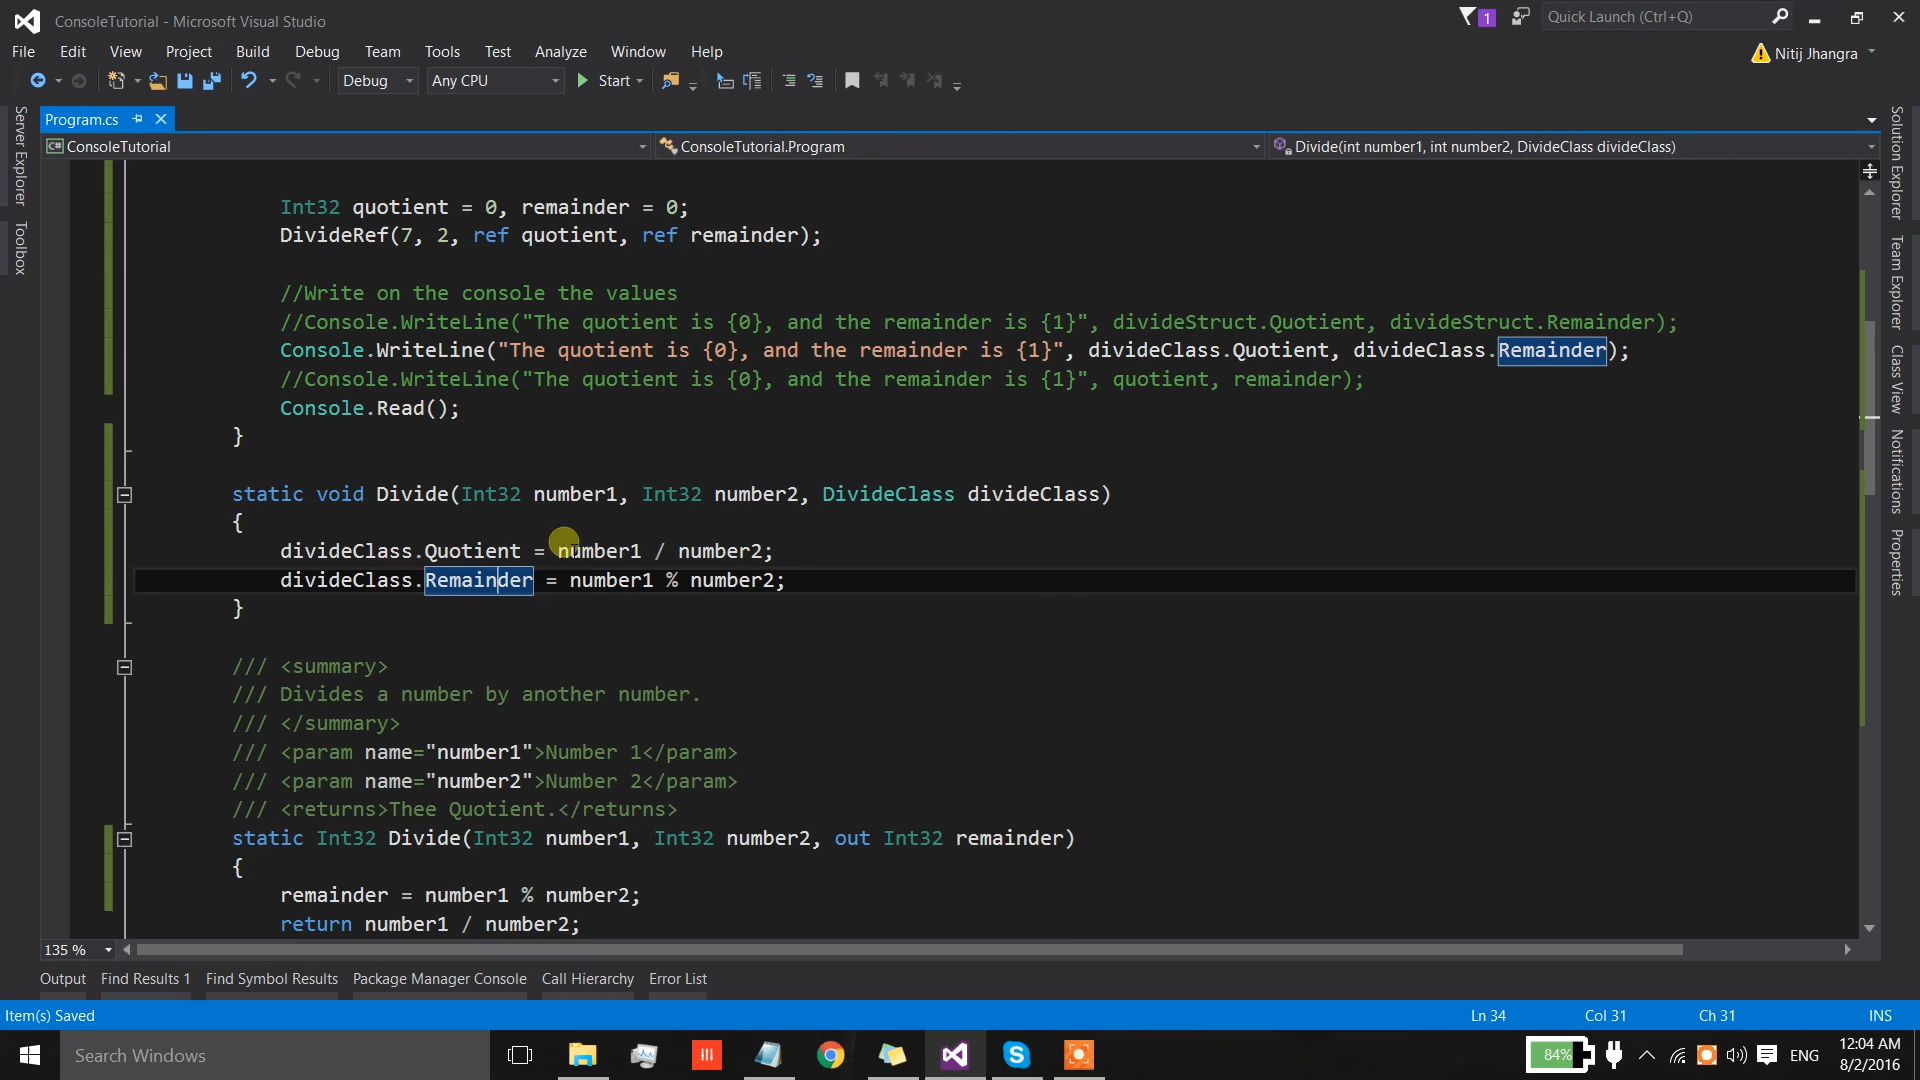 ConsoleTutorial - Microsoft Visual Studio
1
Quick Launch (Ctrl+Q)
File Edit View Project Build Debug Team Tools Test Analyze Window Help
Nitij Jhangra
Debug Any CPU Start
Server Explorer
Toolbox
Program.cs
C# ConsoleTutorial
ConsoleTutorial.Program
Divide(int number1, int number2, DivideClass divideClass)
Int32 quotient = 0, remainder = 0;
DivideRef(7, 2, ref quotient, ref remainder);
//Write on the console the values
//Console.WriteLine("The quotient is {0}, and the remainder is {1}", divideStruct.Quotient, divideStruct.Remainder);
Console.WriteLine("The quotient is {0}, and the remainder is {1}", divideClass.Quotient, divideClass.Remainder);
//Console.WriteLine("The quotient is {0}, and the remainder is {1}", quotient, remainder);
Console.Read();
}
static void Divide(Int32 number1, Int32 number2, DivideClass divideClass)
{
divideClass.Quotient = number1 / number2;
divideClass.Remainder = number1 % number2;
}
/// <summary>
/// Divides a number by another number.
/// </summary>
/// <param name="number1">Number 1</param>
/// <param name="number2">Number 2</param>
/// <returns>Thee Quotient.</returns>
static Int32 Divide(Int32 number1, Int32 number2, out Int32 remainder)
{
remainder = number1 % number2;
return number1 / number2;
Solution Explorer
Team Explorer
Class View
Notifications
Properties
135 %
Output Find Results 1 Find Symbol Results Package Manager Console Call Hierarchy Error List
Item(s) Saved Ln 34 Col 31 Ch 31 INS
Search Windows
84%
ENG
12:04 AM
8/2/2016